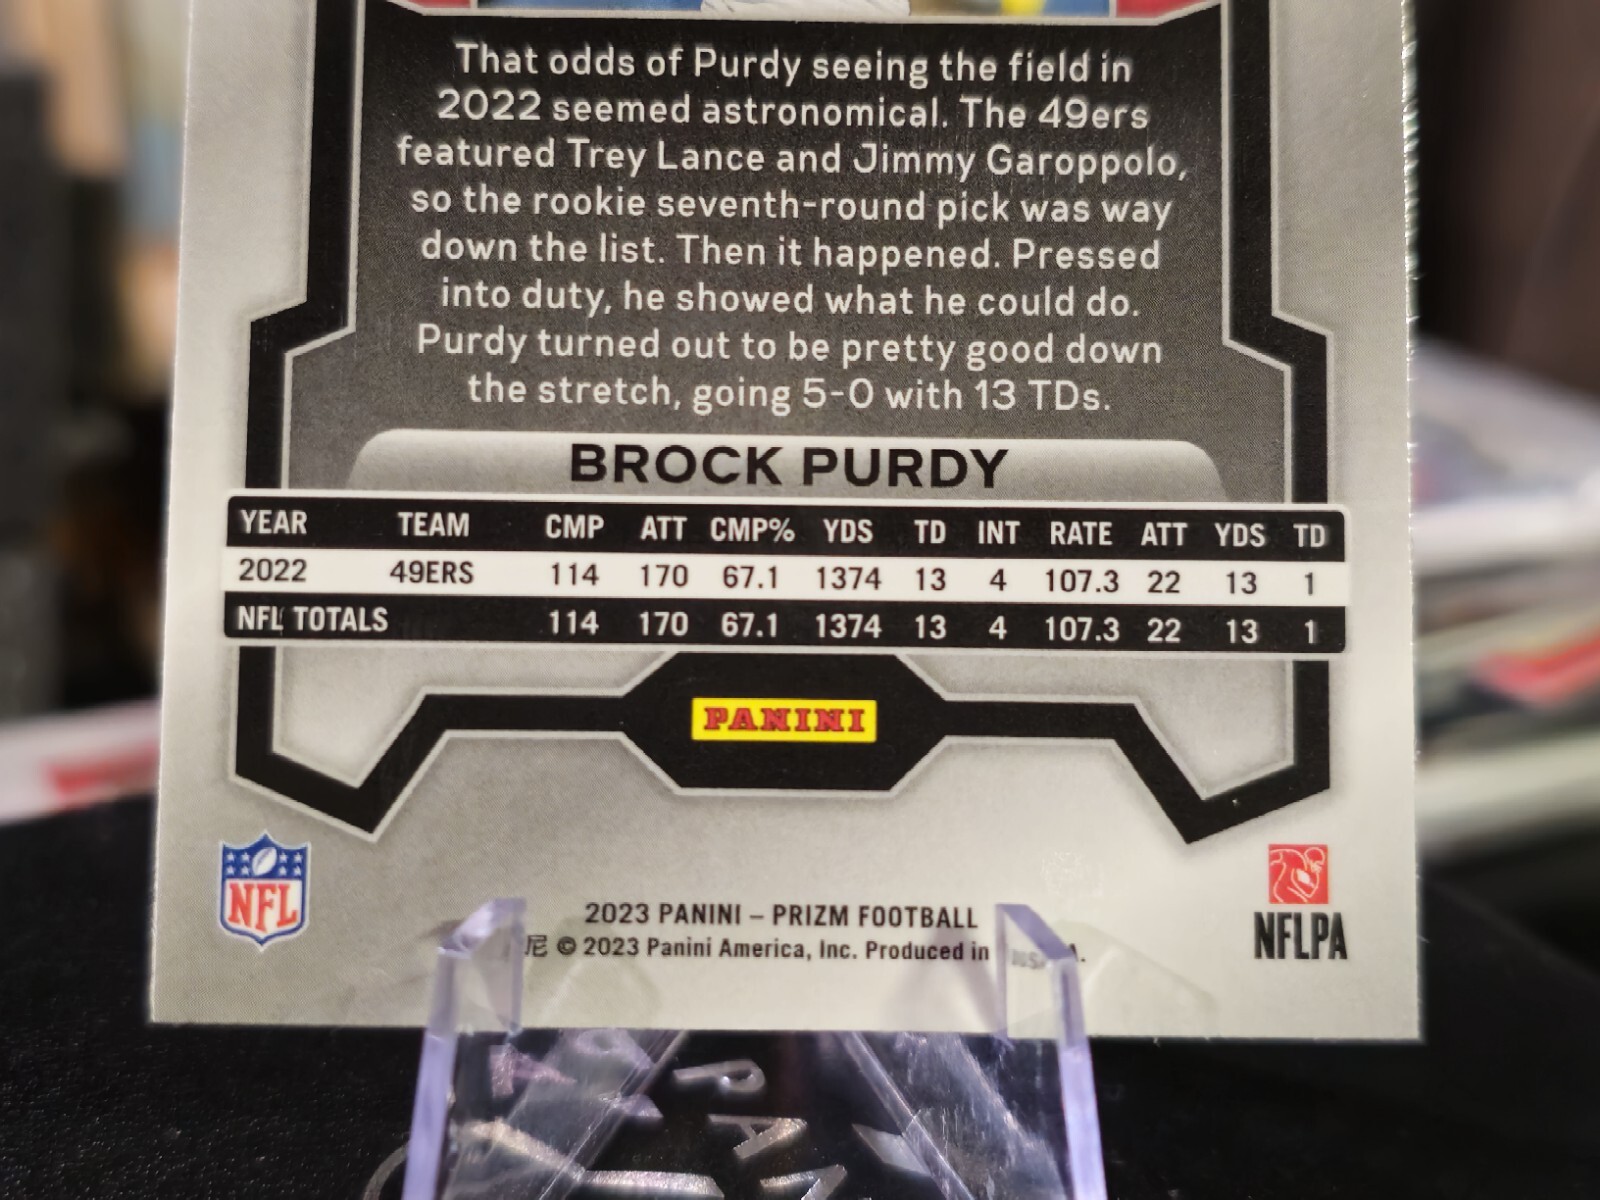 That odds of Purdy seeing the field in
2022 seemed astronomical. The 49ers
featured Trey Lance and Jimmy Garoppolo,
so the rookie seventh-round pick was way
down the list. Then it happened. Pressed
into duty, he showed what he could do.
Purdy turned out to be pretty good down
the stretch, going 5-0 with 13 TDs.
BROCK PURDY
YEAR TEAM CMP ATT CMP% YDS TD INT RATE ATT YDS TD
2022 49ERS 114 170 67.1 1374 13 4 107.3 22 13 1
NFL TOTALS 114 170 67.1 1374 13 4 107.3 22 13 1
PANINI
NFL
NFLPA
2023 PANINI – PRIZM FOOTBALL
尼 © 2023 Panini America, Inc. Produced in